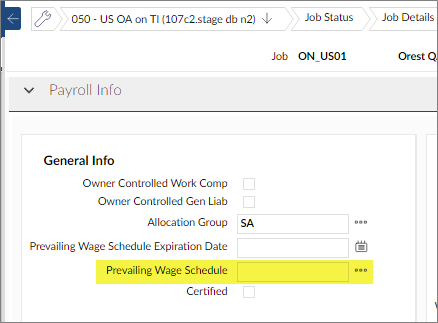 050 - US OA on TI (107c2.stage db n2) Job Status Job Details
Job ON_US01 Orest
Payroll Info
General Info
Owner Controlled Work Comp
Owner Controlled Gen Liab
Allocation Group SA
Prevailing Wage Schedule Expiration Date
Prevailing Wage Schedule
Certified